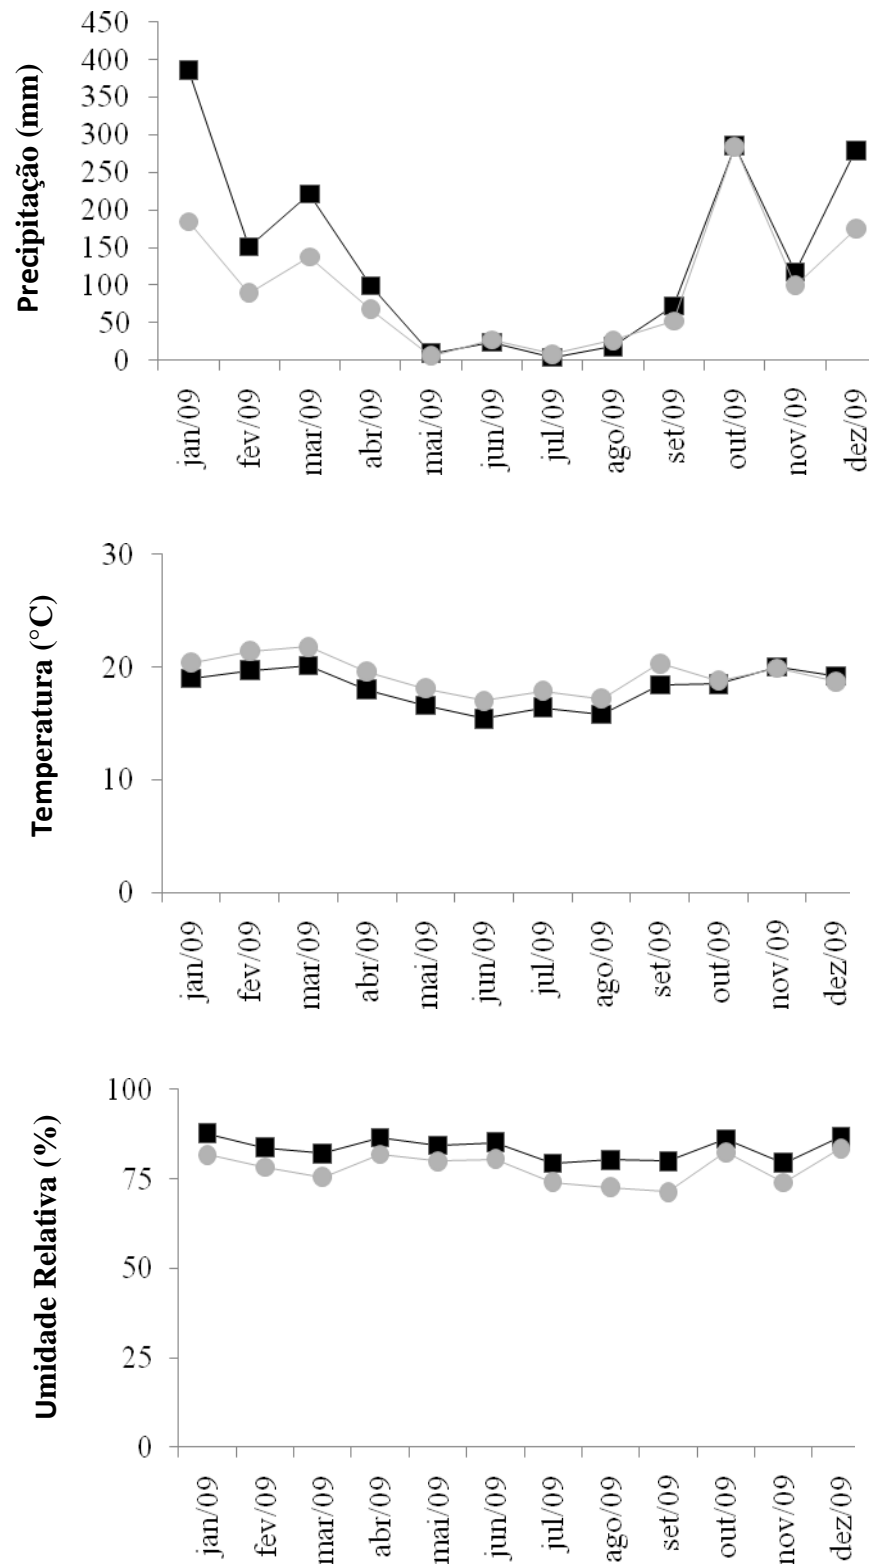 Precipitação (mm)
450
400
350
300
250
200
150
100
50
0
jan/09
fev/09
mar/09
abr/09
mai/09
jun/09
jul/09
ago/09
set/09
out/09
nov/09
dez/09
Temperatura (°C)
30
20
10
0
jan/09
fev/09
mar/09
abr/09
mai/09
jun/09
jul/09
ago/09
set/09
out/09
nov/09
dez/09
Umidade Relativa (%)
100
75
50
25
0
jan/09
fev/09
mar/09
abr/09
mai/09
jun/09
jul/09
ago/09
set/09
out/09
nov/09
dez/09